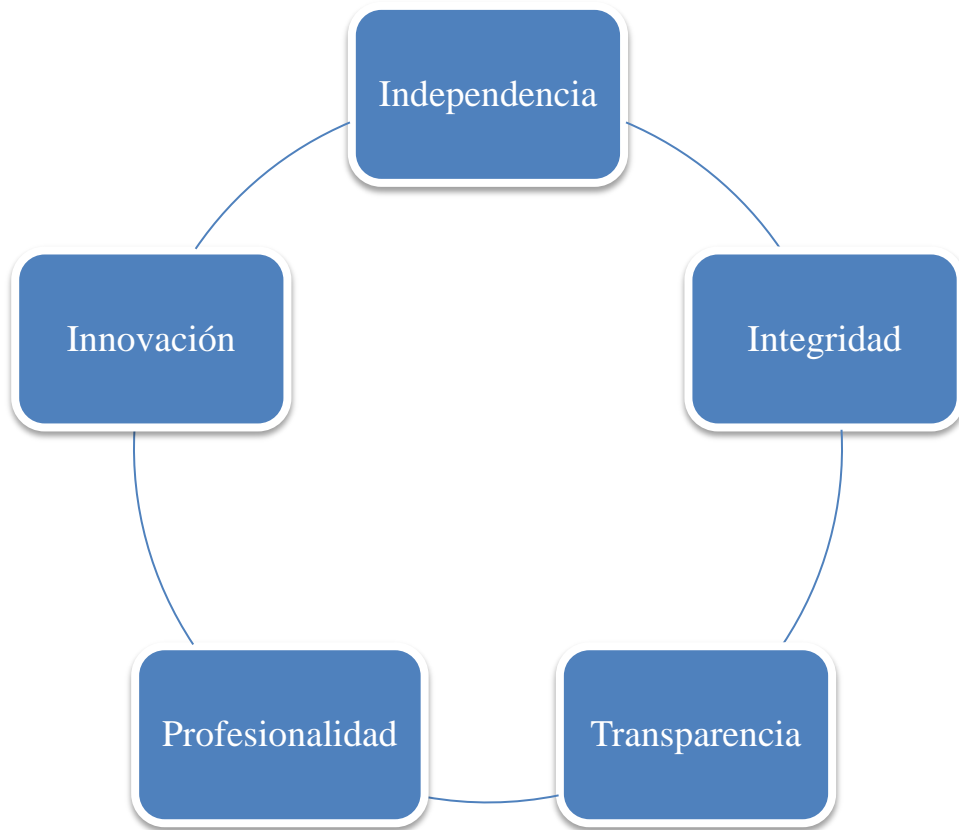 Independencia
Integridad
Transparencia
Profesionalidad
Innovación